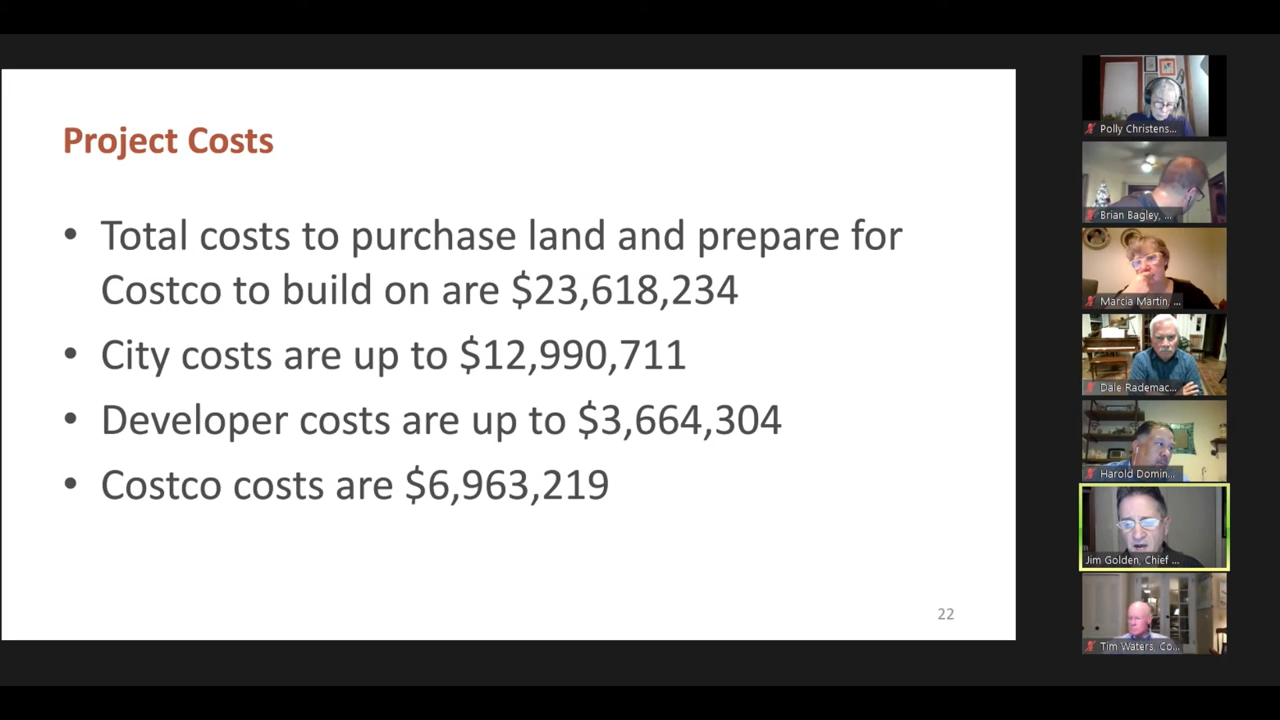 Project Costs
• Total costs to purchase land and prepare for
Costco to build on are $23,618,234
• City costs are up to $12,990,711
• Developer costs are up to $3,664,304
• Costco costs are $6,963,219
22
Polly Christens...
Brian Bagley, ...
Marcia Martin, ...
Dale Rademac...
Harold Domin...
Jim Golden, Chief ...
Tim Waters, Co...